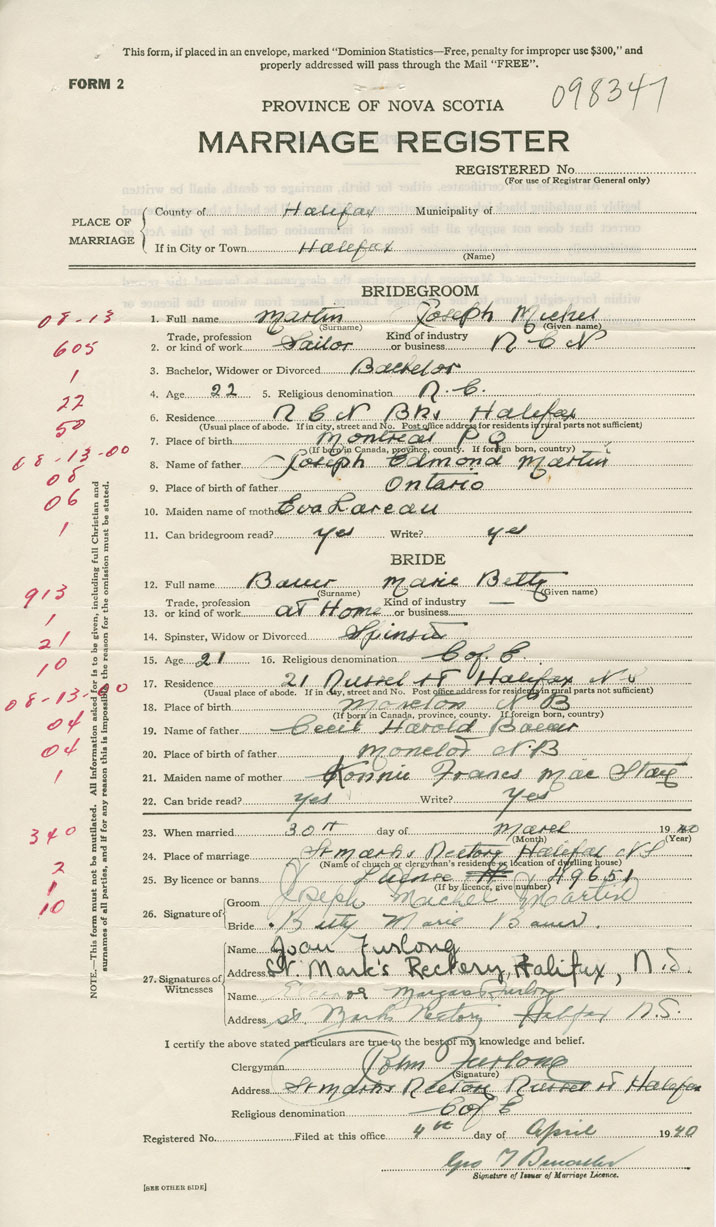 This form, if placed in an envelope, marked "Dominion Statistics—Free, penalty for improper use $300," and
properly addressed will pass through the Mail "FREE".
FORM 2
098347
PROVINCE OF NOVA SCOTIA
MARRIAGE REGISTER
REGISTERED No.
(For use of Registrar General only)
PLACE OF MARRIAGE
County of Halifax Municipality of
If in City or Town Halifax
(Name)
BRIDEGROOM
08-13 1. Full name Martin Joseph Michel
(Surname) (Given name)
605 2. Trade, profession or kind of work Sailor Kind of industry or business R C N
1 3. Bachelor, Widower or Divorced Bachelor
22 4. Age 22 5. Religious denomination R.C.
50 6. Residence R C N Bks Halifax
(Usual place of abode. If in city, street and No. Post office address for residents in rural parts not sufficient)
08-13-00 7. Place of birth Montreal P Q
(If born in Canada, province, county. If foreign born, country)
05 8. Name of father Joseph Edmond Martin
06 9. Place of birth of father Ontario
10. Maiden name of mother Eva Lareau
1 11. Can bridegroom read? yes Write? yes
BRIDE
12. Full name Bauer Marie Betty
(Surname) (Given name)
913 13. Trade, profession or kind of work At Home Kind of industry or business —
1 14. Spinster, Widow or Divorced Spinster
21 15. Age 21 16. Religious denomination C of E
10 17. Residence 21 Russel St Halifax N S
(Usual place of abode. If in city, street and No. Post office address for residents in rural parts not sufficient)
08-13-00 18. Place of birth Moncton N B
(If born in Canada, province, county. If foreign born, country)
04 19. Name of father Cecil Harold Bauer
04 20. Place of birth of father Moncton N.B
21. Maiden name of mother Frances Mac
1 22. Can bride read? yes Write? yes
23. When married 30th day of March 1940
(Month) (Year)
340 24. Place of marriage St Marks Rectory Halifax N S
(Name of church or clergyman's residence or location of dwelling house)
2 25. By licence or banns Licence # 49651
(If by licence, give number)
1
10
26. Signature of
Groom Joseph Michel Martin
Bride Betty Marie Bauer.
27. Signatures of Witnesses
Name Joan Furlong
Address St. Mark's Rectory, Halifax, N.S.
Name Margaret Furlong
Address St Mark's Rectory Halifax N.S.
I certify the above stated particulars are true to the best of my knowledge and belief.
Clergyman John Furlong
(Signature)
Address St Marks Rectory Russel St Halifax
Religious denomination C of E
Registered No. Filed at this office 4th day of April 1940
Geo T
Signature of Issuer of Marriage Licence.
[SEE OTHER SIDE]
NOTE.—This form must not be mutilated. All information asked for is to be given, including full Christian and
surnames of all parties, and if for any reason this is impossible the reason for the omission must be stated.